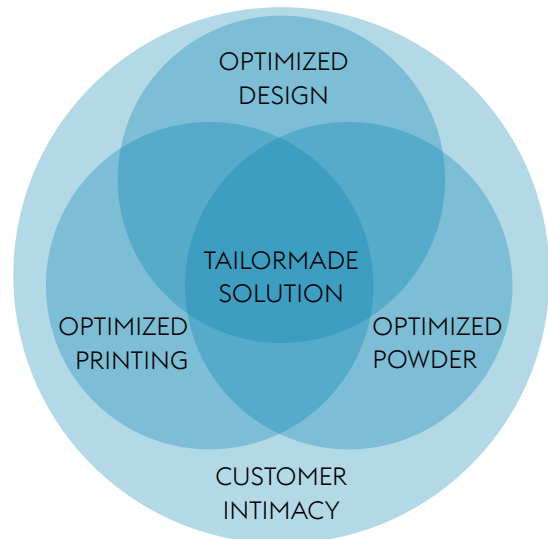 OPTIMIZED
DESIGN
TAILORMADE
SOLUTION
OPTIMIZED
PRINTING
OPTIMIZED
POWDER
CUSTOMER
INTIMACY